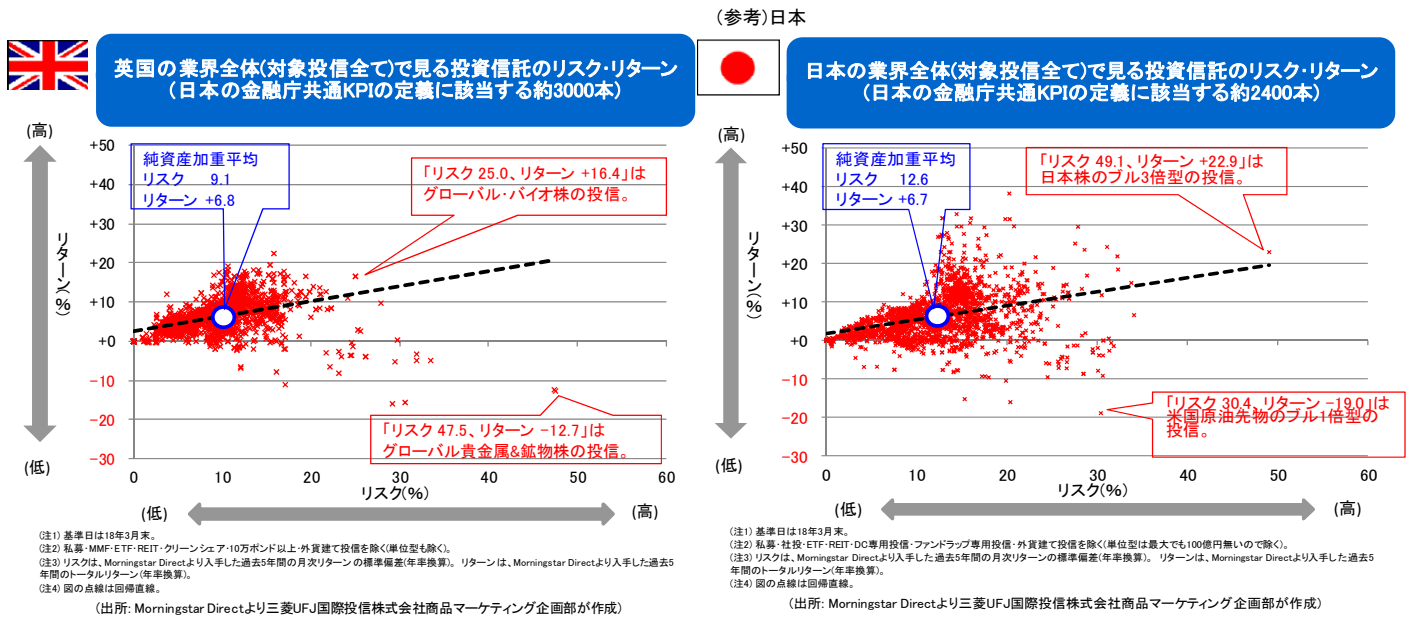 (参考)日本
英国の業界全体(対象投信全て)で見る投資信託のリスク・リターン
(日本の金融庁共通KPIの定義に該当する約3000本)
(高)
+50
+40
+30
+20
+10
+0
-10
-20
-30
リターン(%)
(低)
純資産加重平均
リスク 9.1
リターン +6.8
「リスク 25.0、リターン +16.4」は
グローバル・バイオ株の投信。
「リスク 47.5、リターン -12.7」は
グローバル貴金属&鉱物株の投信。
0 10 20 30 40 50 60
リスク(%)
(低) (高)
(注1) 基準日は18年3月末。
(注2) 私募・MMF・ETF・REIT・クリーンシェア・10万ポンド以上・外貨建て投信を除く(単位型も除く)。
(注3) リスクは、Morningstar Directより入手した過去5年間の月次リターンの標準偏差(年率換算)。 リターンは、Morningstar Directより入手した過去5
年間のトータルリターン(年率換算)。
(注4) 図の点線は回帰直線。
(出所: Morningstar Directより三菱UFJ国際投信株式会社商品マーケティング企画部が作成)
日本の業界全体(対象投信全て)で見る投資信託のリスク・リターン
(日本の金融庁共通KPIの定義に該当する約2400本)
(高)
+50
+40
+30
+20
+10
+0
-10
-20
-30
リターン(%)
(低)
純資産加重平均
リスク 12.6
リターン +6.7
「リスク 49.1、リターン +22.9」は
日本株のブル3倍型の投信。
「リスク 30.4、リターン -19.0」は
米国原油先物のブル1倍型の
投信。
0 10 20 30 40 50 60
リスク(%)
(低) (高)
(注1) 基準日は18年3月末。
(注2) 私募・社投・ETF・REIT・DC専用投信・ファンドラップ専用投信・外貨建て投信を除く(単位型は最大でも100億円無いので除く)。
(注3) リスクは、Morningstar Directより入手した過去5年間の月次リターンの標準偏差(年率換算)。 リターンは、Morningstar Directより入手した過去5
年間のトータルリターン(年率換算)。
(注4) 図の点線は回帰直線。
(出所: Morningstar Directより三菱UFJ国際投信株式会社商品マーケティング企画部が作成)